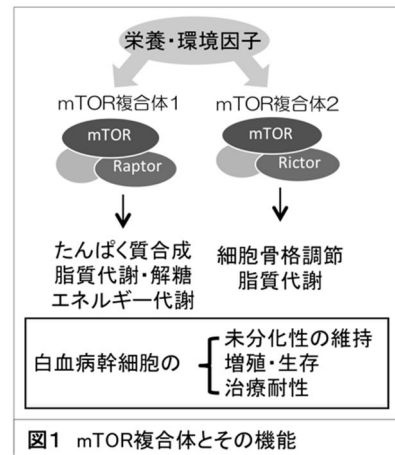 栄養・環境因子
mTOR複合体1
mTOR複合体2
mTOR
Raptor
mTOR
Rictor
たんぱく質合成
脂質代謝・解糖
エネルギー代謝
細胞骨格調節
脂質代謝
白血病幹細胞の
未分化性の維持
増殖・生存
治療耐性
図1 mTOR複合体とその機能